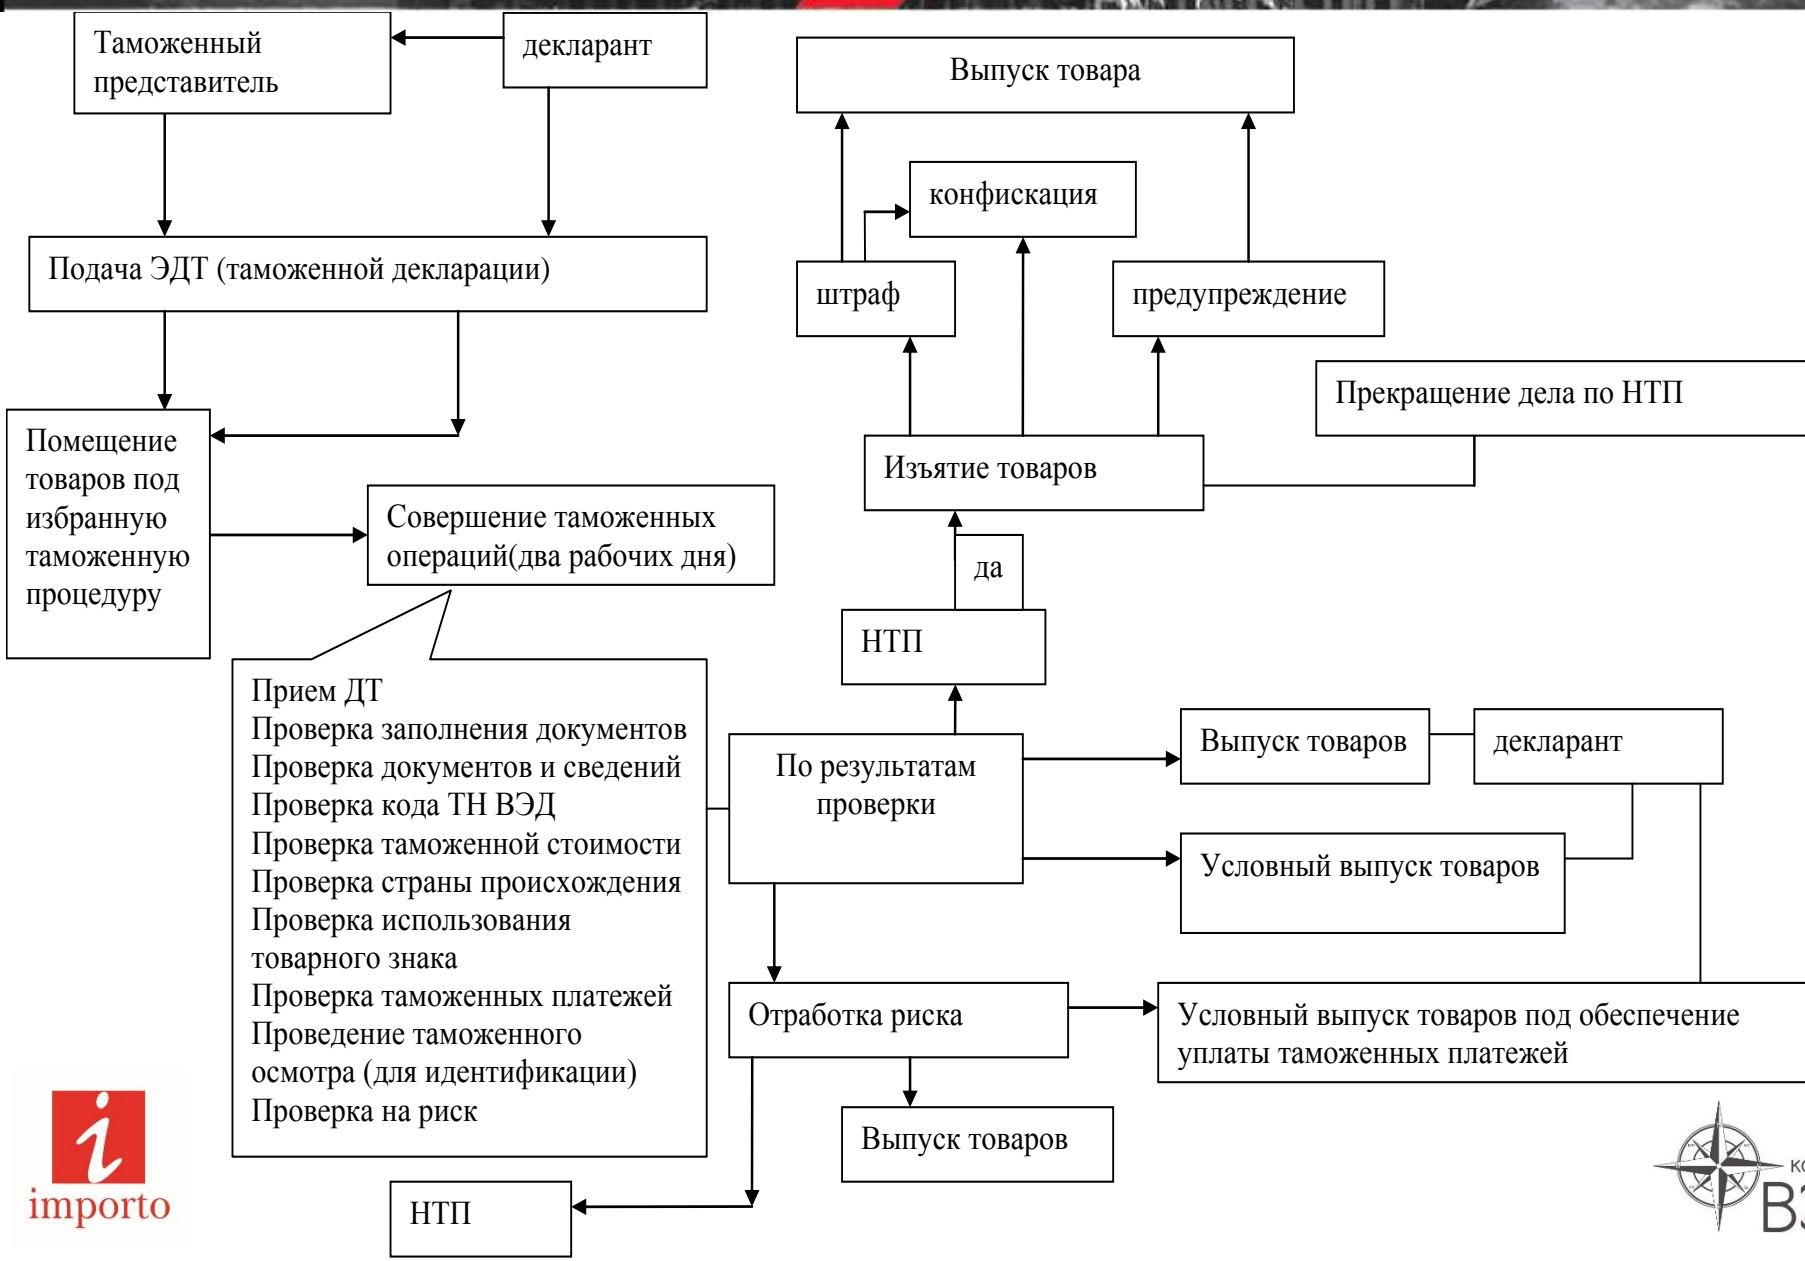 Таможенный
представитель
декларант
Выпуск товара
конфискация
Подача ЭДТ (таможенной декларации)
штраф
предупреждение
Прекращение дела по НТП
Помещение
товаров под
избранную
таможенную
процедуру
Изъятие товаров
Совершение таможенных
операций(два рабочих дня)
да
НТП
Прием ДТ
Проверка заполнения документов
Проверка документов и сведений
Проверка кода ТН ВЭД
Проверка таможенной стоимости
Проверка страны происхождения
Проверка использования
товарного знака
Проверка таможенных платежей
Проведение таможенного
осмотра (для идентификации)
Проверка на риск
По результатам
проверки
Выпуск товаров
декларант
Условный выпуск товаров
Отработка риска
Условный выпуск товаров под обеспечение
уплаты таможенных платежей
Выпуск товаров
НТП
importo